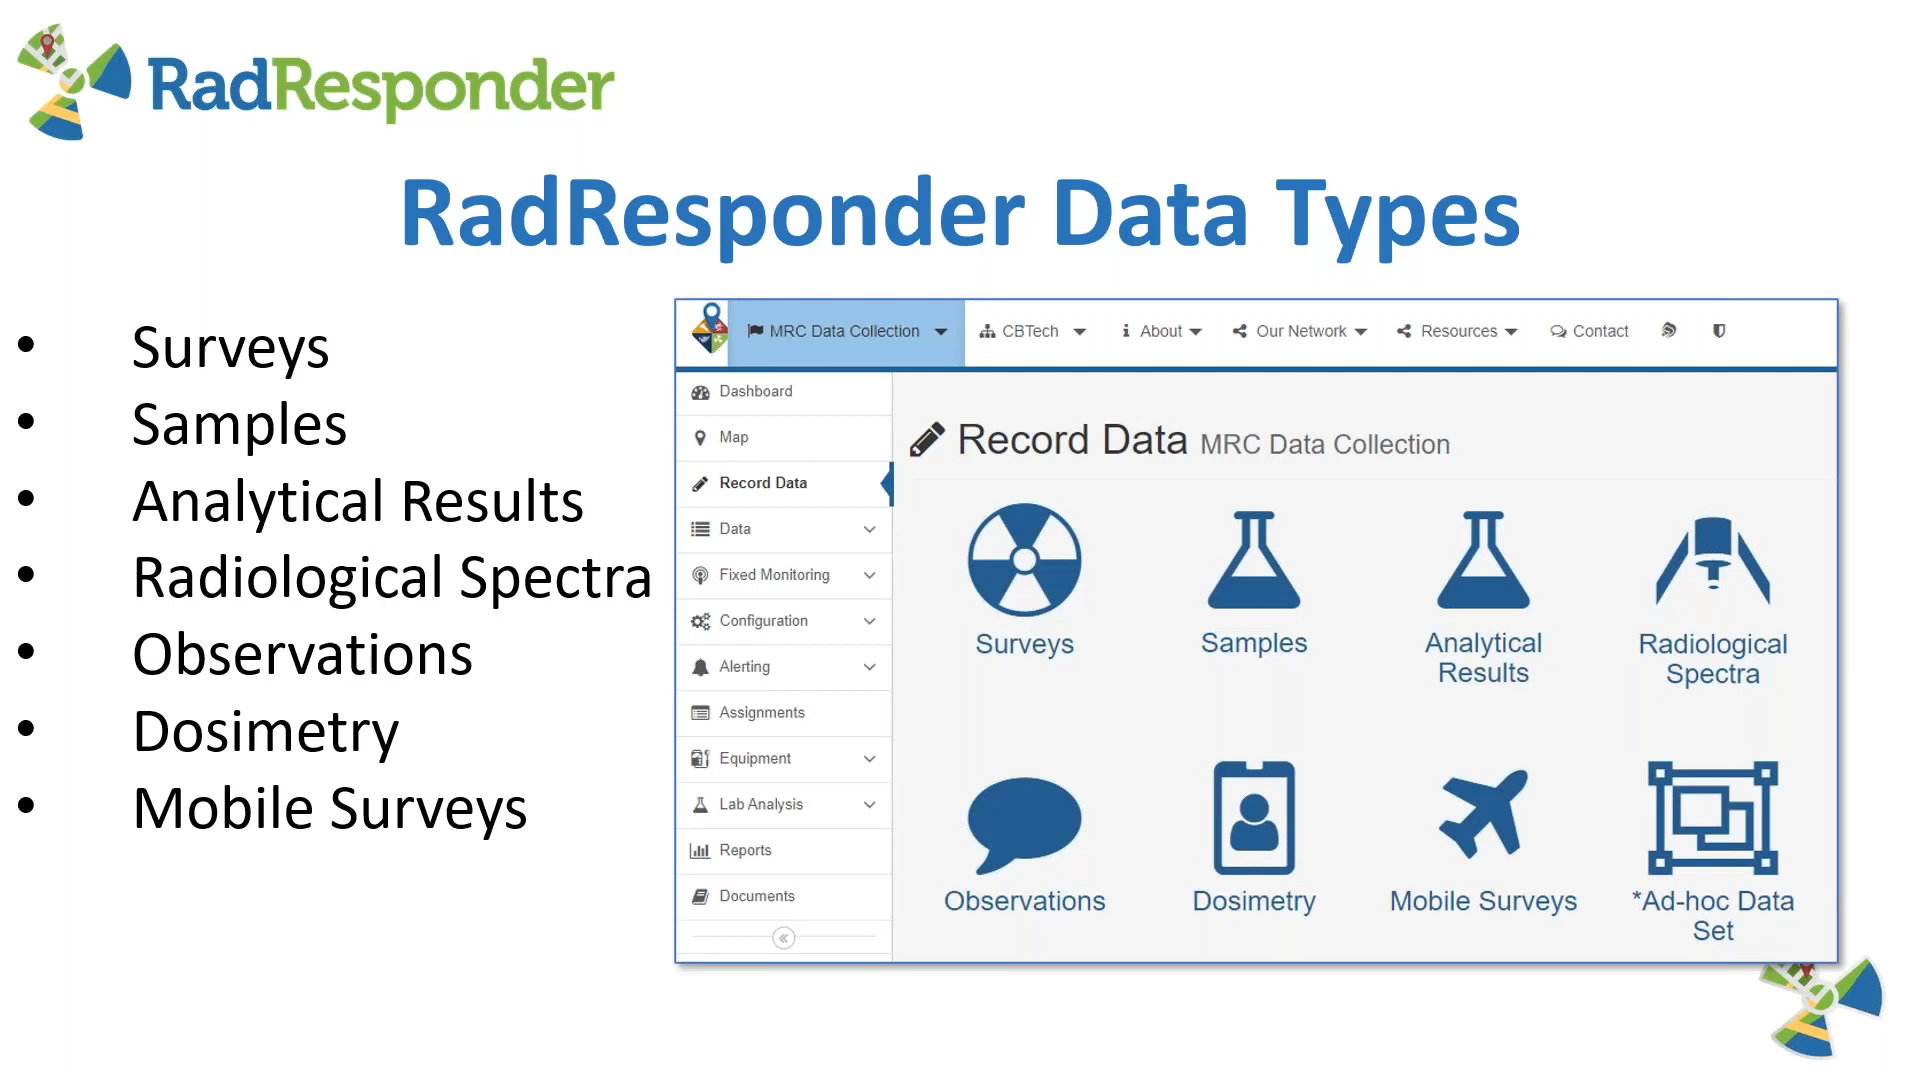 RadResponder
RadResponder Data Types
• Surveys
• Samples
• Analytical Results
• Radiological Spectra
• Observations
• Dosimetry
• Mobile Surveys
MRC Data Collection
CBTech
About
Our Network
Resources
Contact
Dashboard
Map
Record Data
Data
Fixed Monitoring
Configuration
Alerting
Assignments
Equipment
Lab Analysis
Reports
Documents
Record Data MRC Data Collection
Surveys
Samples
Analytical
Results
Radiological
Spectra
Observations
Dosimetry
Mobile Surveys
*Ad-hoc Data
Set